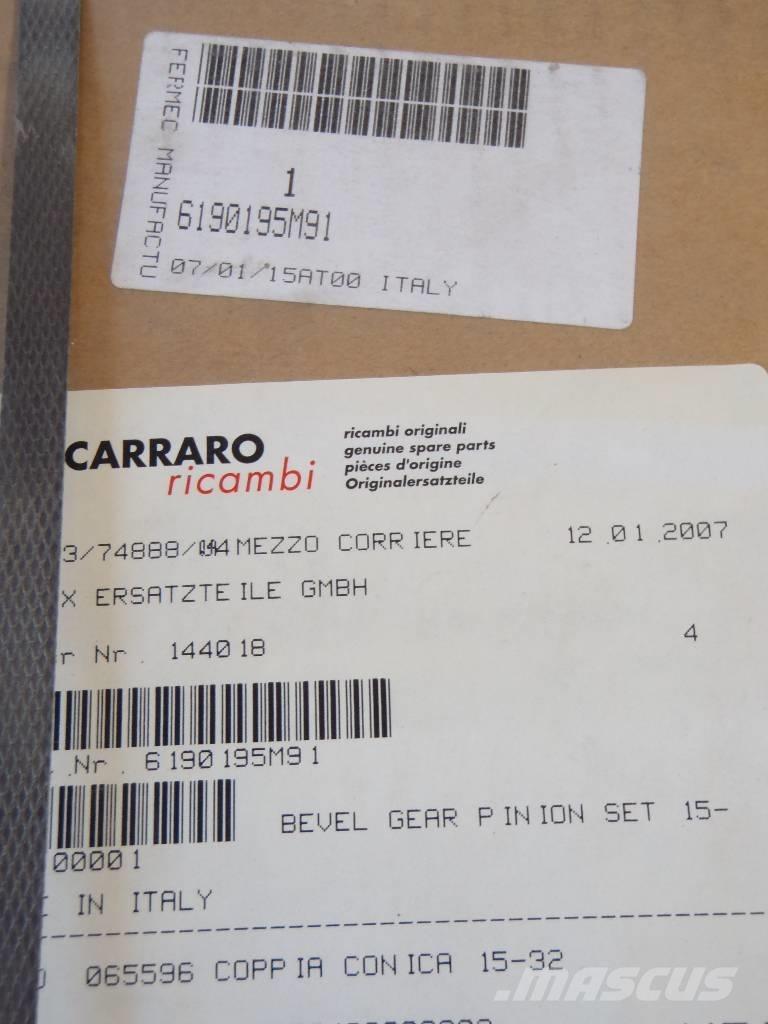 FERMEC MANUFACTU
1
6190195M91
07/01/15AT00 ITALY
CARRARO
ricambi
ricambi originali
genuine spare parts
pièces d'origine
Originalersatzteile
3/74888/ MEZZO CORRIERE 12.01.2007
X ERSATZTEILE GMBH
r Nr. 144018 4
.Nr. 6190195M91
BEVEL GEAR PINION SET 15-
00001
IN ITALY
065596 COPPIA CONICA 15-32
mascus